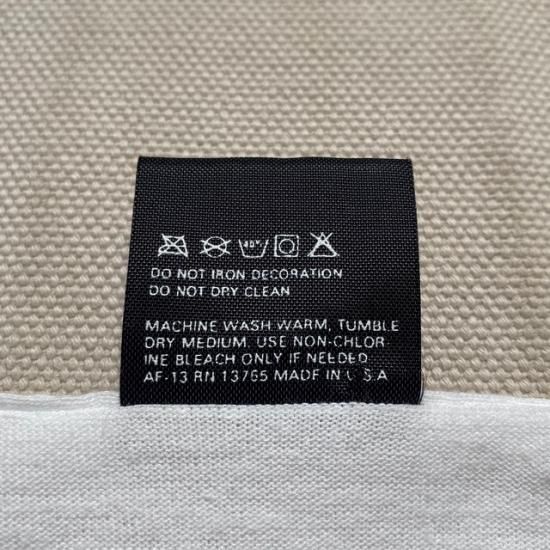 40°
DO NOT IRON DECORATION
DO NOT DRY CLEAN
MACHINE WASH WARM, TUMBLE
DRY MEDIUM. USE NON-CHLOR
INE BLEACH ONLY IF NEEDED.
AF-13 RN 13765 MADE IN U.S.A